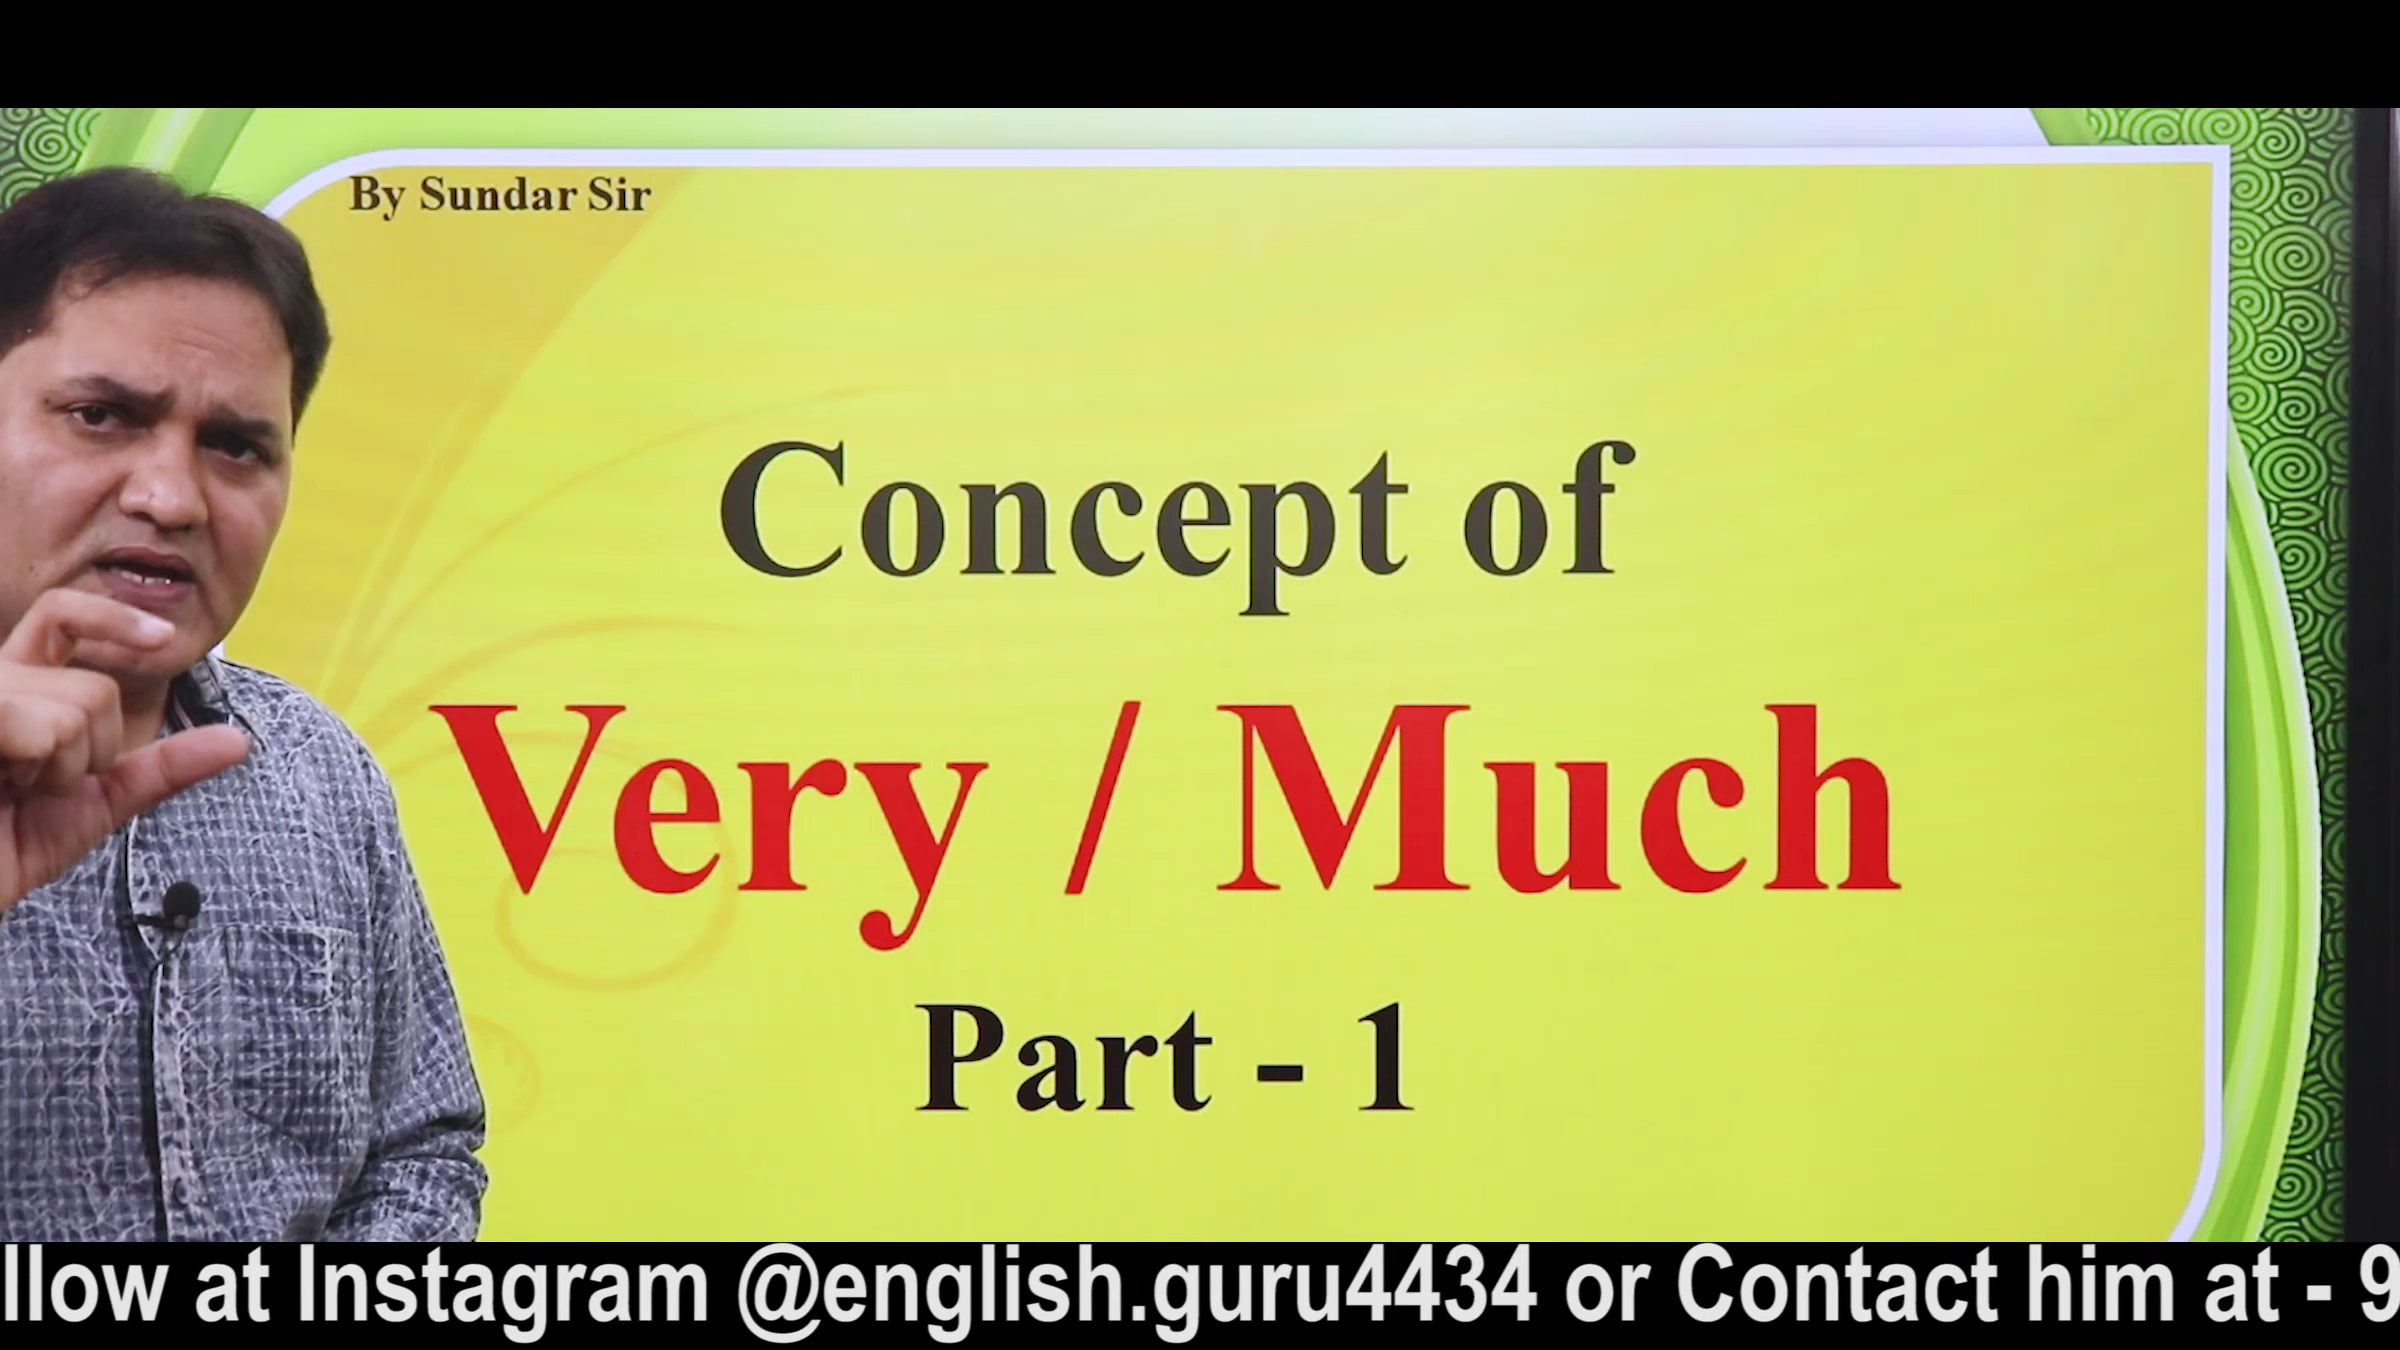 By Sundar Sir
Concept of
Very / Much
Part - 1
llow at Instagram @english.guru4434 or Contact him at - 9